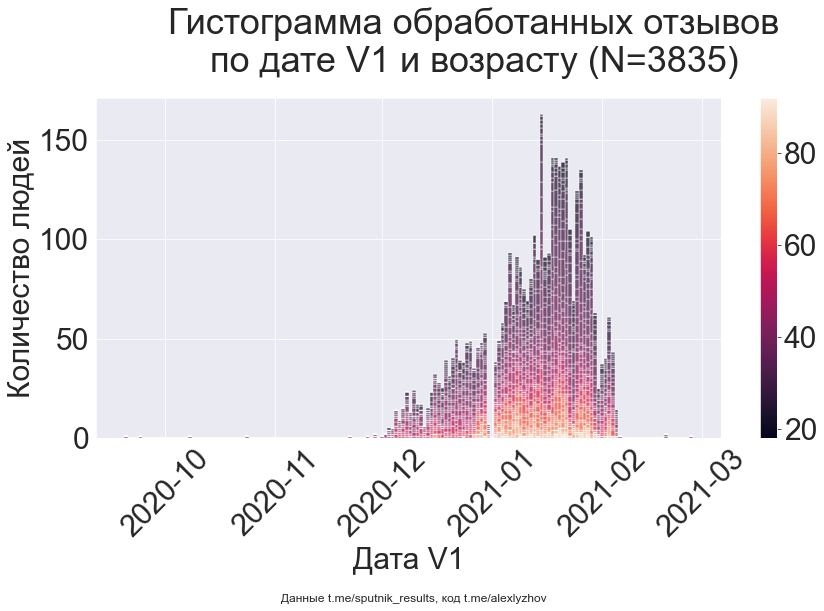 Гистограмма обработанных отзывов
по дате V1 и возрасту (N=3835)
Количество людей
150
100
50
0
80
60
40
20
2020-10
2020-11
2020-12
2021-01
2021-02
2021-03
Дата V1
Данные t.me/sputnik_results, код t.me/alexlyzhov